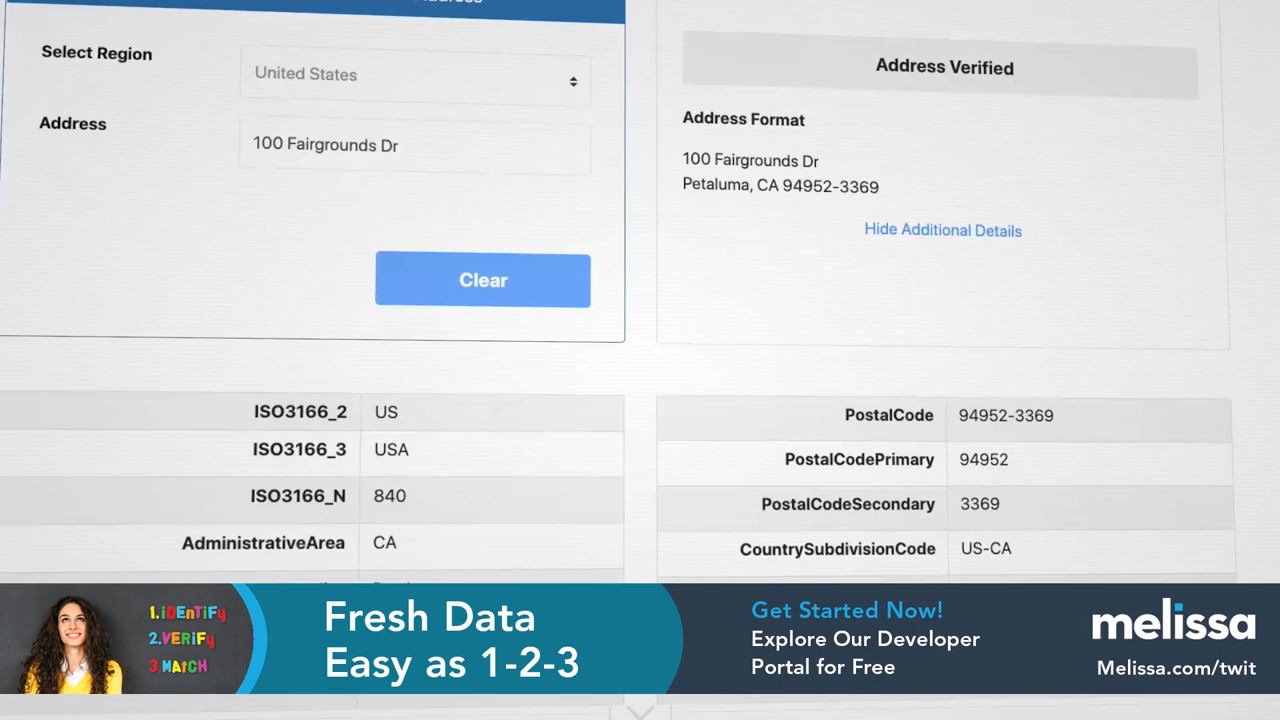 Address
Select Region
United States
Address
100 Fairgrounds Dr
Clear
Address Verified
Address Format
100 Fairgrounds Dr
Petaluma, CA 94952-3369
Hide Additional Details
ISO3166_2 US
ISO3166_3 USA
ISO3166_N 840
AdministrativeArea CA
PostalCode 94952-3369
PostalCodePrimary 94952
PostalCodeSecondary 3369
CountrySubdivisionCode US-CA
1.iDEnTiFy
2.VERiFy
3.MAtCH
Fresh Data
Easy as 1-2-3
Get Started Now!
Explore Our Developer
Portal for Free
melissa
Melissa.com/twit